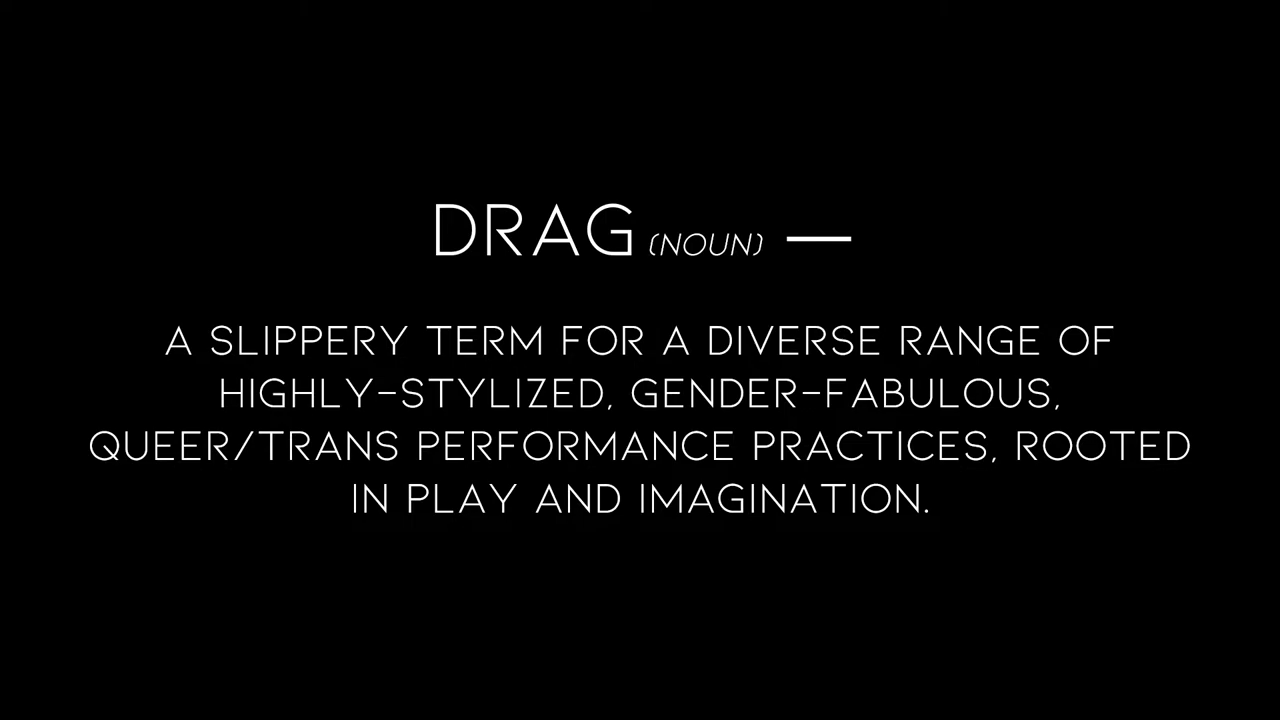 DRAG (NOUN) —
A SLIPPERY TERM FOR A DIVERSE RANGE OF
HIGHLY-STYLIZED, GENDER-FABULOUS,
QUEER/TRANS PERFORMANCE PRACTICES, ROOTED
IN PLAY AND IMAGINATION.